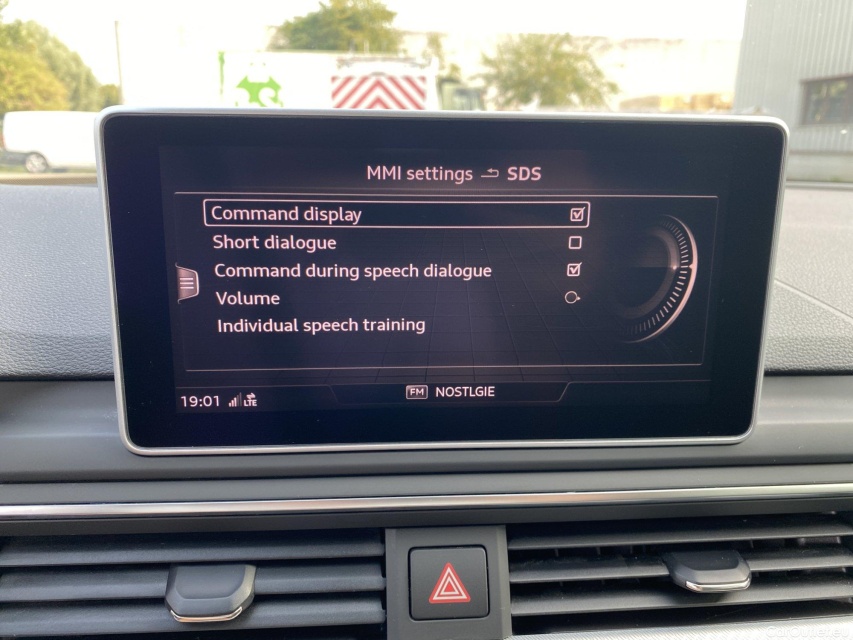 MMI settings SDS
Command display
Short dialogue
Command during speech dialogue
Volume
Individual speech training
19:01 LTE FM NOSTLGIE